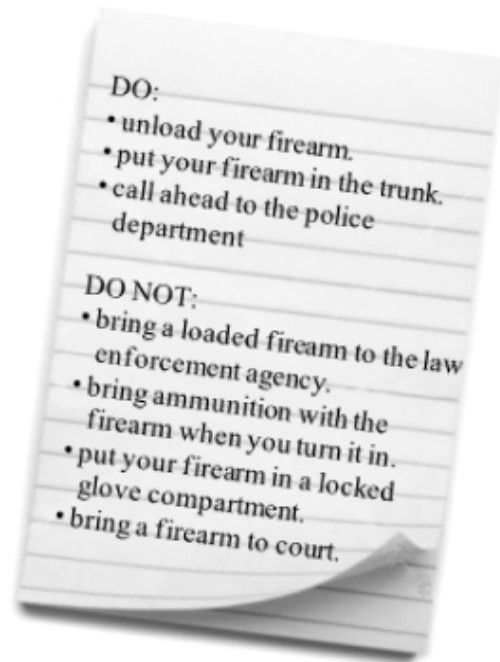 DO:
• unload your firearm.
• put your firearm in the trunk.
• call ahead to the police
department
DO NOT:
• bring a loaded firearm to the law
enforcement agency.
• bring ammunition with the
firearm when you turn it in.
• put your firearm in a locked
glove compartment.
• bring a firearm to court.